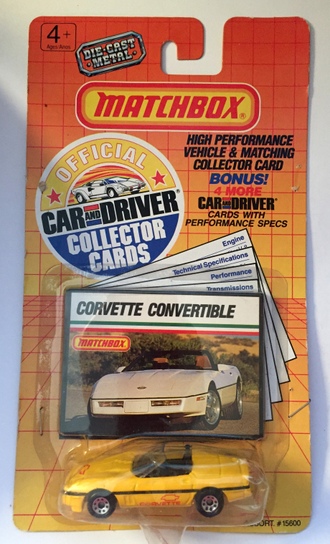 4+
Ages Anos
DIE-CAST
METAL
MATCHBOX
OFFICIAL
CAR AND DRIVER
COLLECTOR
CARDS
HIGH PERFORMANCE
VEHICLE & MATCHING
COLLECTOR CARD
BONUS!
4 MORE
CAR AND DRIVER
CARDS WITH
PERFORMANCE SPECS
Engine
Technical Specifications
Performance
Transmissions
CORVETTE CONVERTIBLE
MATCHBOX
CORVETTE
ORT. #15600